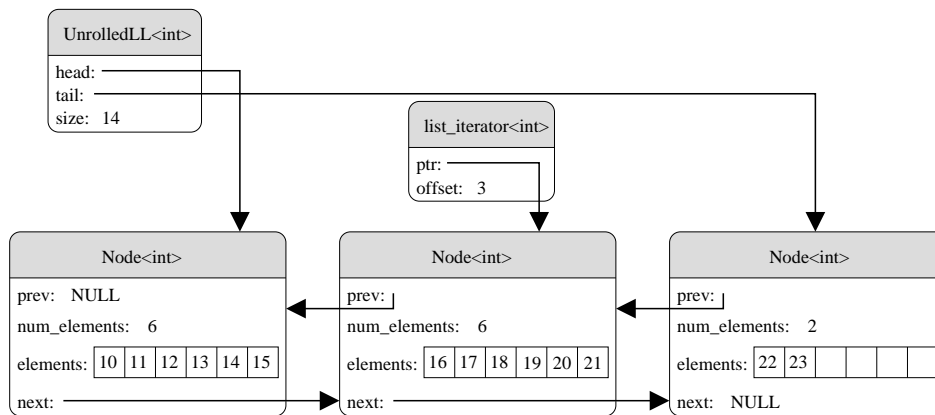 UnrolledLL<int>
head:
tail:
size: 14
list_iterator<int>
ptr:
offset: 3
Node<int>
prev: NULL
num_elements: 6
elements: 10 11 12 13 14 15
next:
Node<int>
prev:
num_elements: 6
elements: 16 17 18 19 20 21
next:
Node<int>
prev:
num_elements: 2
elements: 22 23
next: NULL